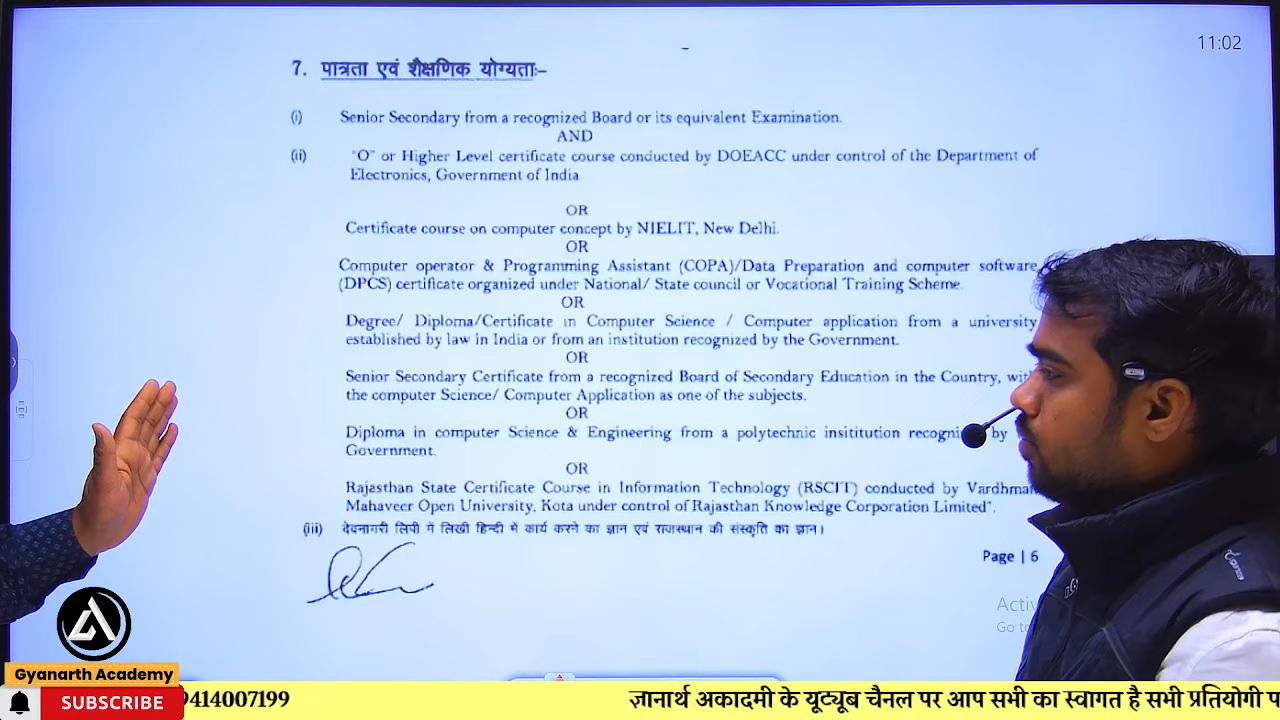 11:02
7. पात्रता एवं शैक्षणिक योग्यताः–
(i) Senior Secondary from a recognized Board or its equivalent Examination.
AND
(ii) "O" or Higher Level certificate course conducted by DOEACC under control of the Department of
Electronics, Government of India.
OR
Certificate course on computer concept by NIELIT, New Delhi.
OR
Computer operator & Programming Assistant (COPA)/Data Preparation and computer software
(DPCS) certificate organized under National/ State council or Vocational Training Scheme.
OR
Degree/ Diploma/Certificate in Computer Science / Computer application from a university
established by law in India or from an institution recognized by the Government.
OR
Senior Secondary Certificate from a recognized Board of Secondary Education in the Country,
the computer Science/ Computer Application as one of the subjects.
OR
Diploma in computer Science & Engineering from a polytechnic insititution by
Government.
OR
Rajasthan State Certificate Course in Information Technology (RSCIT) conducted by
Mahaveer Open University, Kota under control of Rajasthan Knowledge Corporation Limited".
(iii) देवनागरी लिपी में लिखी हिन्दी में कार्य करने का ज्ञान एवं राजस्थान की संस्कृति का ज्ञान।
Page | 6
Go to
Gyanarth Academy
SUBSCRIBE
9414007199 ज्ञानार्थ अकादमी के यूट्यूब चैनल पर आप सभी का स्वागत है सभी प्रतियोगी